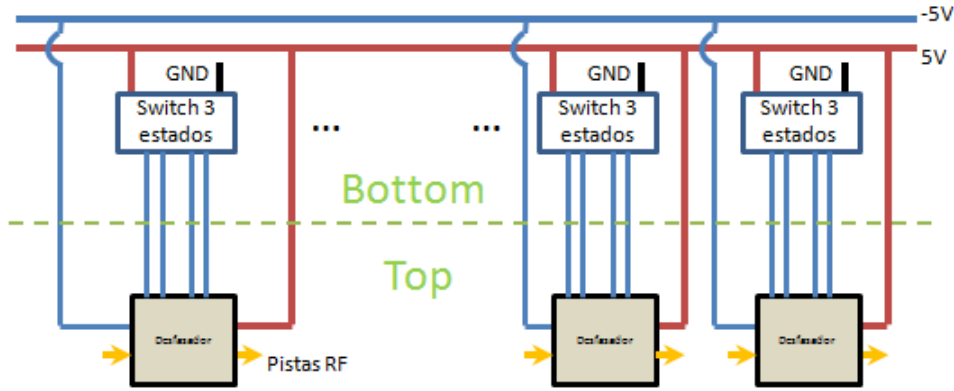 -5V
5V
GND
GND
GND
Switch 3
estados
Switch 3
estados
Switch 3
estados
...
...
Bottom
Top
Desfasador
Desfasador
Desfasador
Pistas RF